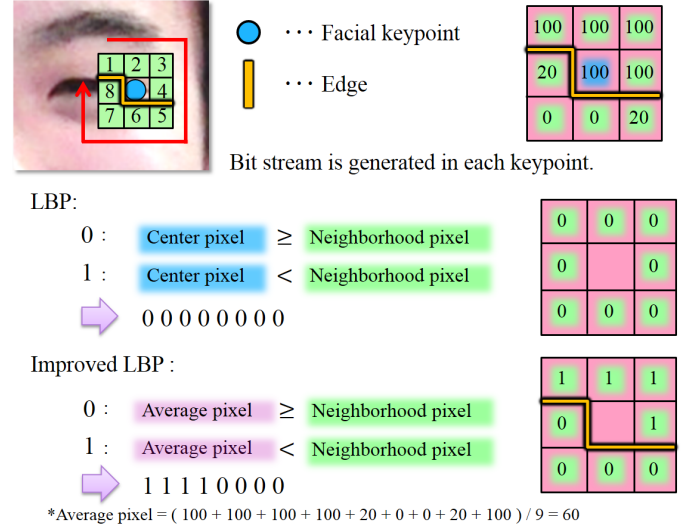 1 2 3
8 4
7 6 5
··· Facial keypoint
··· Edge
100 100 100
20 100 100
0 0 20
Bit stream is generated in each keypoint.
LBP:
0 : Center pixel ≥ Neighborhood pixel
1 : Center pixel < Neighborhood pixel
0 0 0 0 0 0 0 0
0 0 0
0 0
0 0 0
Improved LBP :
0: Average pixel ≥ Neighborhood pixel
1 : Average pixel < Neighborhood pixel
1 1 1 1 0 0 0 0
1 1 1
0 1
0 0 0
*Average pixel = ( 100 + 100 + 100 + 100 + 20 + 0 + 0 + 20 + 100 ) / 9 = 60